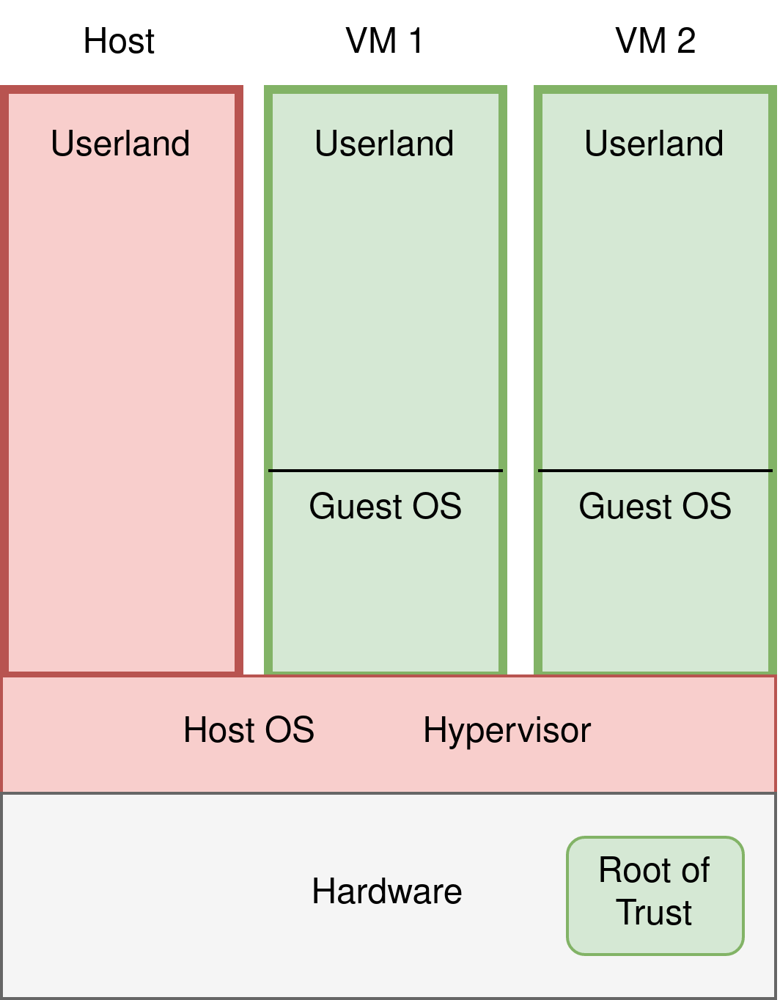 Host
VM 1
VM 2
Userland
Userland
Userland
Guest OS
Guest OS
Host OS
Hypervisor
Hardware
Root of
Trust